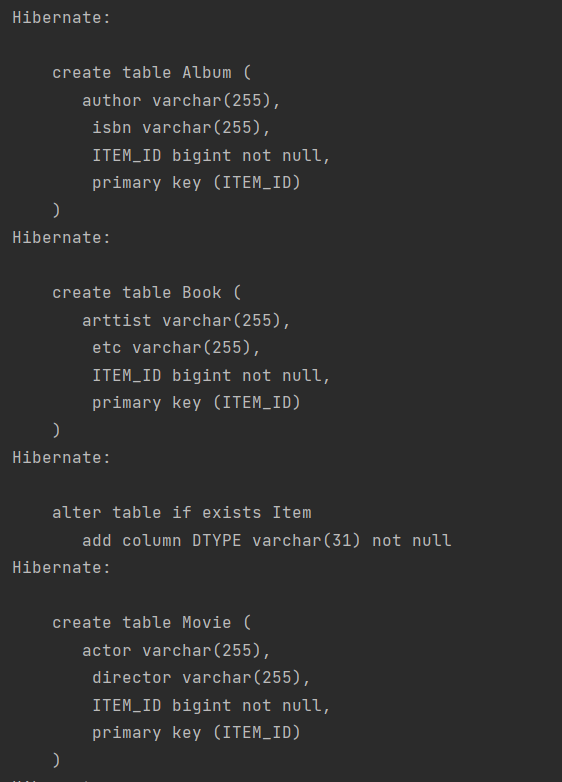 Hibernate:
create table Album (
author varchar(255),
isbn varchar(255),
ITEM_ID bigint not null,
primary key (ITEM_ID)
)
Hibernate:
create table Book (
arttist varchar(255),
etc varchar(255),
ITEM_ID bigint not null,
primary key (ITEM_ID)
)
Hibernate:
alter table if exists Item
add column DTYPE varchar(31) not null
Hibernate:
create table Movie (
actor varchar(255),
director varchar(255),
ITEM_ID bigint not null,
primary key (ITEM_ID)
)